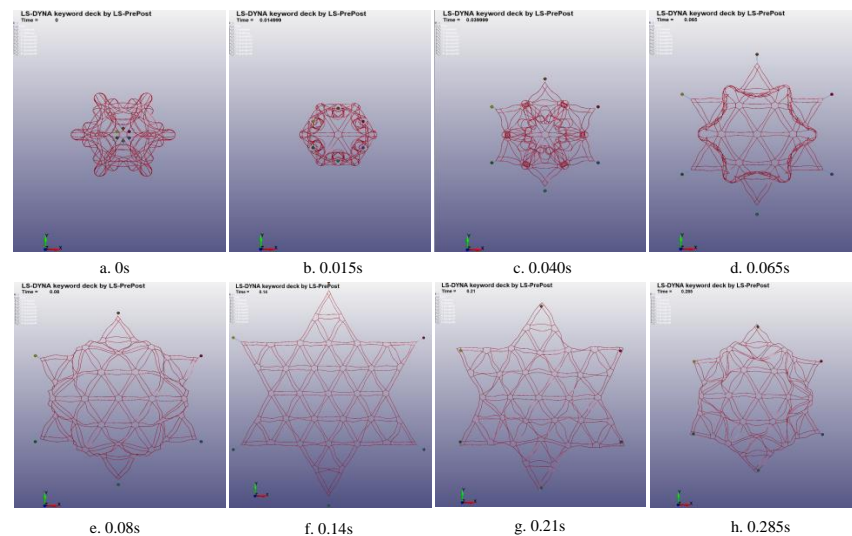 LS-DYNA keyword deck by LS-PrePost
Time = 0
LS-DYNA keyword deck by LS-PrePost
Time = 0.014999
LS-DYNA keyword deck by LS-PrePost
Time = 0.039999
LS-DYNA keyword deck by LS-PrePost
Time = 0.065
a. 0s
b. 0.015s
c. 0.040s
d. 0.065s
LS-DYNA keyword deck by LS-PrePost
Time = 0.08
LS-DYNA keyword deck by LS-PrePost
Time = 0.14
LS-DYNA keyword deck by LS-PrePost
Time = 0.21
LS-DYNA keyword deck by LS-PrePost
Time =
e. 0.08s
f. 0.14s
g. 0.21s
h. 0.285s